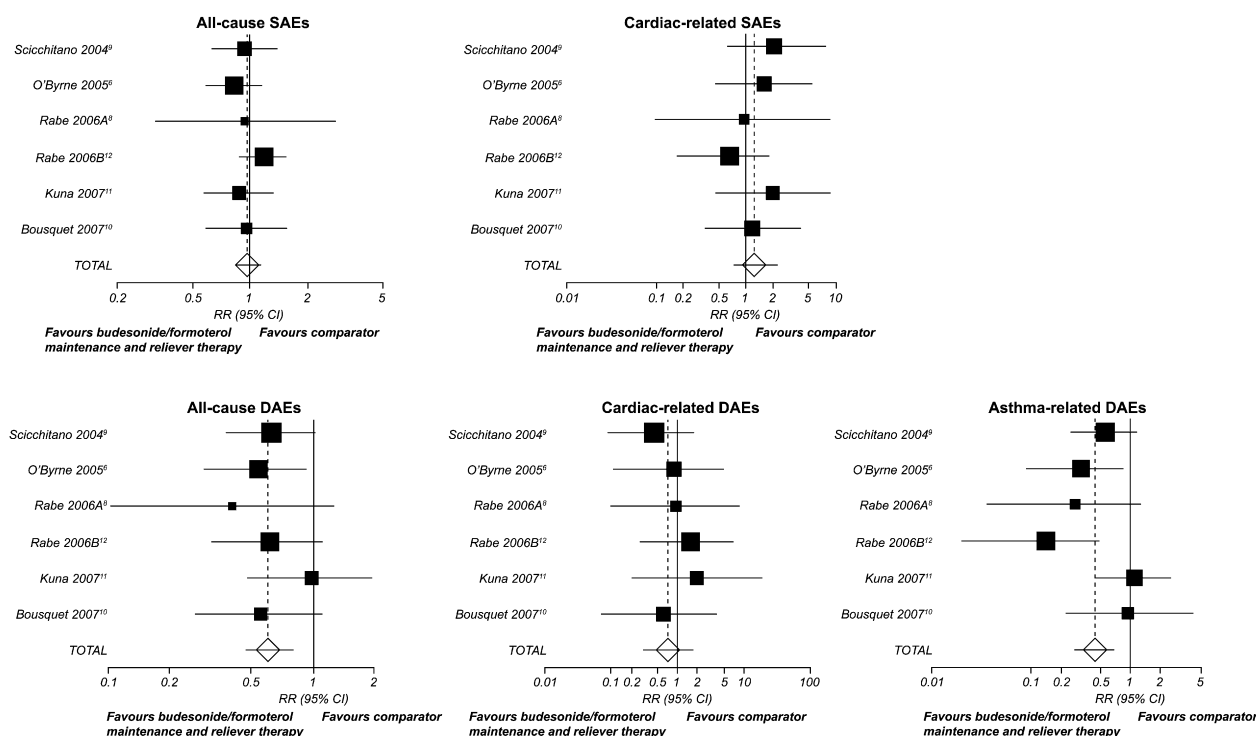 All-cause SAEs
Scicchitano 2004⁹
O'Byrne 2005⁶
Rabe 2006A⁸
Rabe 2006B¹²
Kuna 2007¹¹
Bousquet 2007¹⁰
TOTAL
0.2 0.5 1 2 5
RR (95% CI)
Favours budesonide/formoterol Favours comparator
maintenance and reliever therapy
Cardiac-related SAEs
Scicchitano 2004⁹
O'Byrne 2005⁶
Rabe 2006A⁸
Rabe 2006B¹²
Kuna 2007¹¹
Bousquet 2007¹⁰
TOTAL
0.01 0.1 0.2 0.5 1 2 5 10
RR (95% CI)
Favours budesonide/formoterol Favours comparator
maintenance and reliever therapy
All-cause DAEs
Scicchitano 2004⁹
O'Byrne 2005⁶
Rabe 2006A⁸
Rabe 2006B¹²
Kuna 2007¹¹
Bousquet 2007¹⁰
TOTAL
0.1 0.2 0.5 1 2
RR (95% CI)
Favours budesonide/formoterol Favours comparator
maintenance and reliever therapy
Cardiac-related DAEs
Scicchitano 2004⁹
O'Byrne 2005⁶
Rabe 2006A⁸
Rabe 2006B¹²
Kuna 2007¹¹
Bousquet 2007¹⁰
TOTAL
0.01 0.1 0.2 0.5 1 2 5 10 100
RR (95% CI)
Favours budesonide/formoterol Favours comparator
maintenance and reliever therapy
Asthma-related DAEs
Scicchitano 2004⁹
O'Byrne 2005⁶
Rabe 2006A⁸
Rabe 2006B¹²
Kuna 2007¹¹
Bousquet 2007¹⁰
TOTAL
0.01 0.1 0.2 0.5 1 2 5
RR (95% CI)
Favours budesonide/formoterol Favours comparator
maintenance and reliever therapy